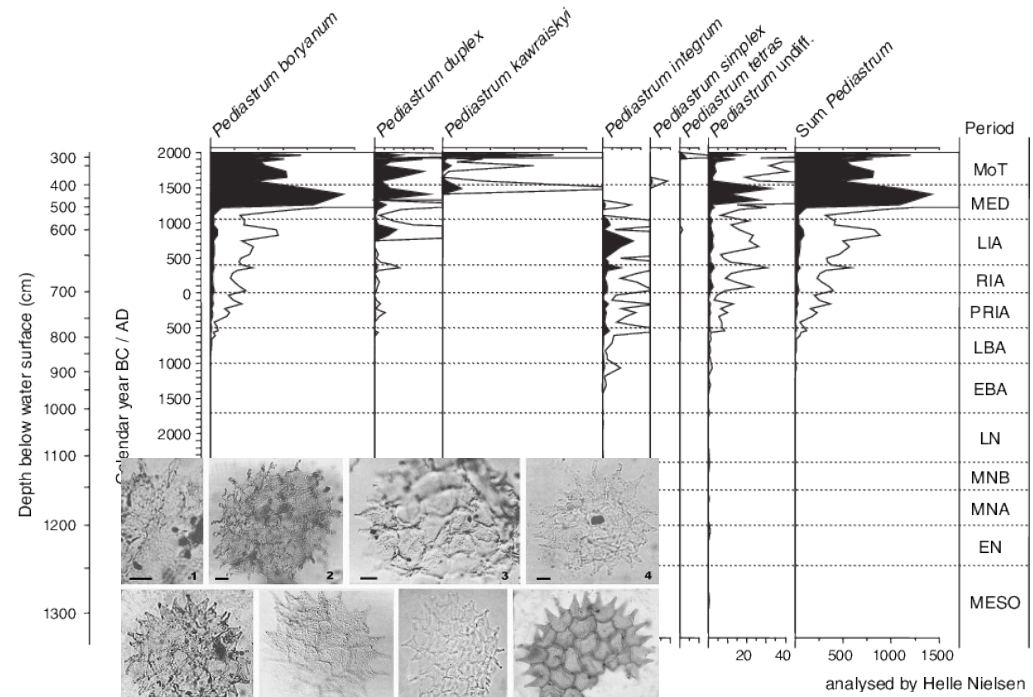 Pediastrum boryanum
Pediastrum duplex
Pediastrum kawraiskyi
Pediastrum integrum
Pediastrum simplex
Pediastrum tetras
Pediastrum undiff.
Sum Pediastrum
Period
Depth below water surface (cm)
300
400
500
600
700
800
900
1000
1100
1200
1300
Calendar year BC / AD
2000
1500
1000
500
0
500
1000
1500
2000
MoT
MED
LIA
RIA
PRIA
LBA
EBA
LN
MNB
MNA
EN
MESO
1
2
3
4
20 40
500 1000 1500
analysed by Helle Nielsen